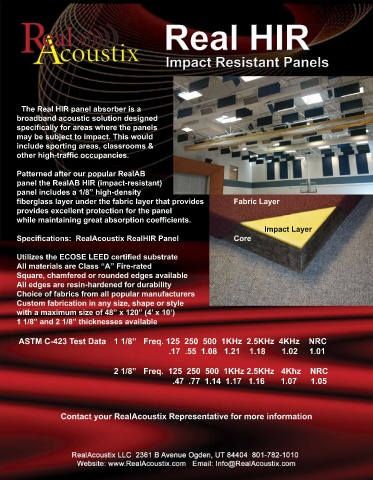 Real Acoustix
Real HIR
Impact Resistant Panels
The Real HIR panel absorber is a
broadband acoustic solution designed
specifically for areas where the panels
may be subject to impact. This would
include sporting areas, classrooms &
other high-traffic occupancies.
Patterned after our popular RealAB
panel the RealAB HIR (impact-resistant)
panel includes a 1/8" high-density
fiberglass layer under the fabric layer that provides
provides excellent protection for the panel
while maintaining great absorption coefficients.
Fabric Layer
Impact Layer
Core
Specifications: RealAcoustix RealHIR Panel
Utilizes the ECOSE LEED certified substrate
All materials are Class "A" Fire-rated
Square, chamfered or rounded edges available
All edges are resin-hardened for durability
Choice of fabrics from all popular manufacturers
Custom fabrication in any size, shape or style
with a maximum size of 48" x 120" (4' x 10')
1 1/8" and 2 1/8" thicknesses available
ASTM C-423 Test Data 1 1/8" Freq. 125 250 500 1KHz 2.5KHz 4KHz NRC
.17 .55 1.08 1.21 1.18 1.02 1.01
2 1/8" Freq. 125 250 500 1KHz 2.5KHz 4Khz NRC
.47 .77 1.14 1.17 1.16 1.07 1.05
Contact your RealAcoustix Representative for more information
RealAcoustix LLC 2361 B Avenue Ogden, UT 84404 801-782-1010
Website: www.RealAcoustix.com Email: Info@RealAcoustix.com